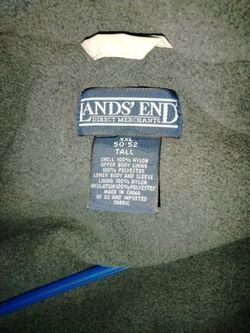 LANDS' END
DIRECT MERCHANTS
XXL
50-52
TALL
SHELL 100% NYLON
UPPER BODY LINING
100% POLYESTER
LOWER BODY AND SLEEVE
LINING 100% NYLON
INSULATION 100% POLYESTER
MADE IN CHINA
OF US AND IMPORTED
FABRIC